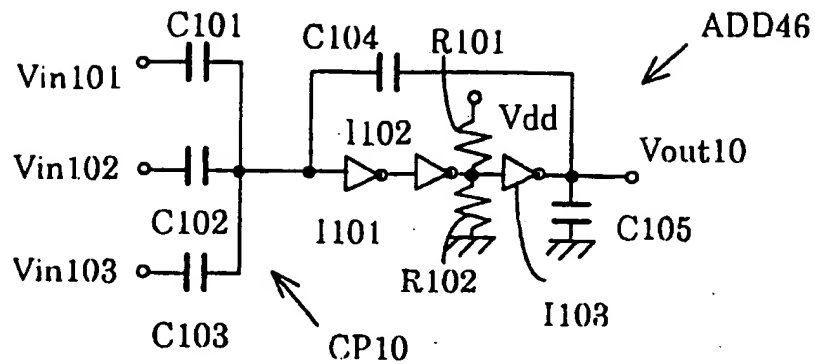 C101
C104
R101
ADD46
Vin101
I102
Vdd
Vin102
Vout10
C102
I101
C105
Vin103
R102
I103
C103
CP10